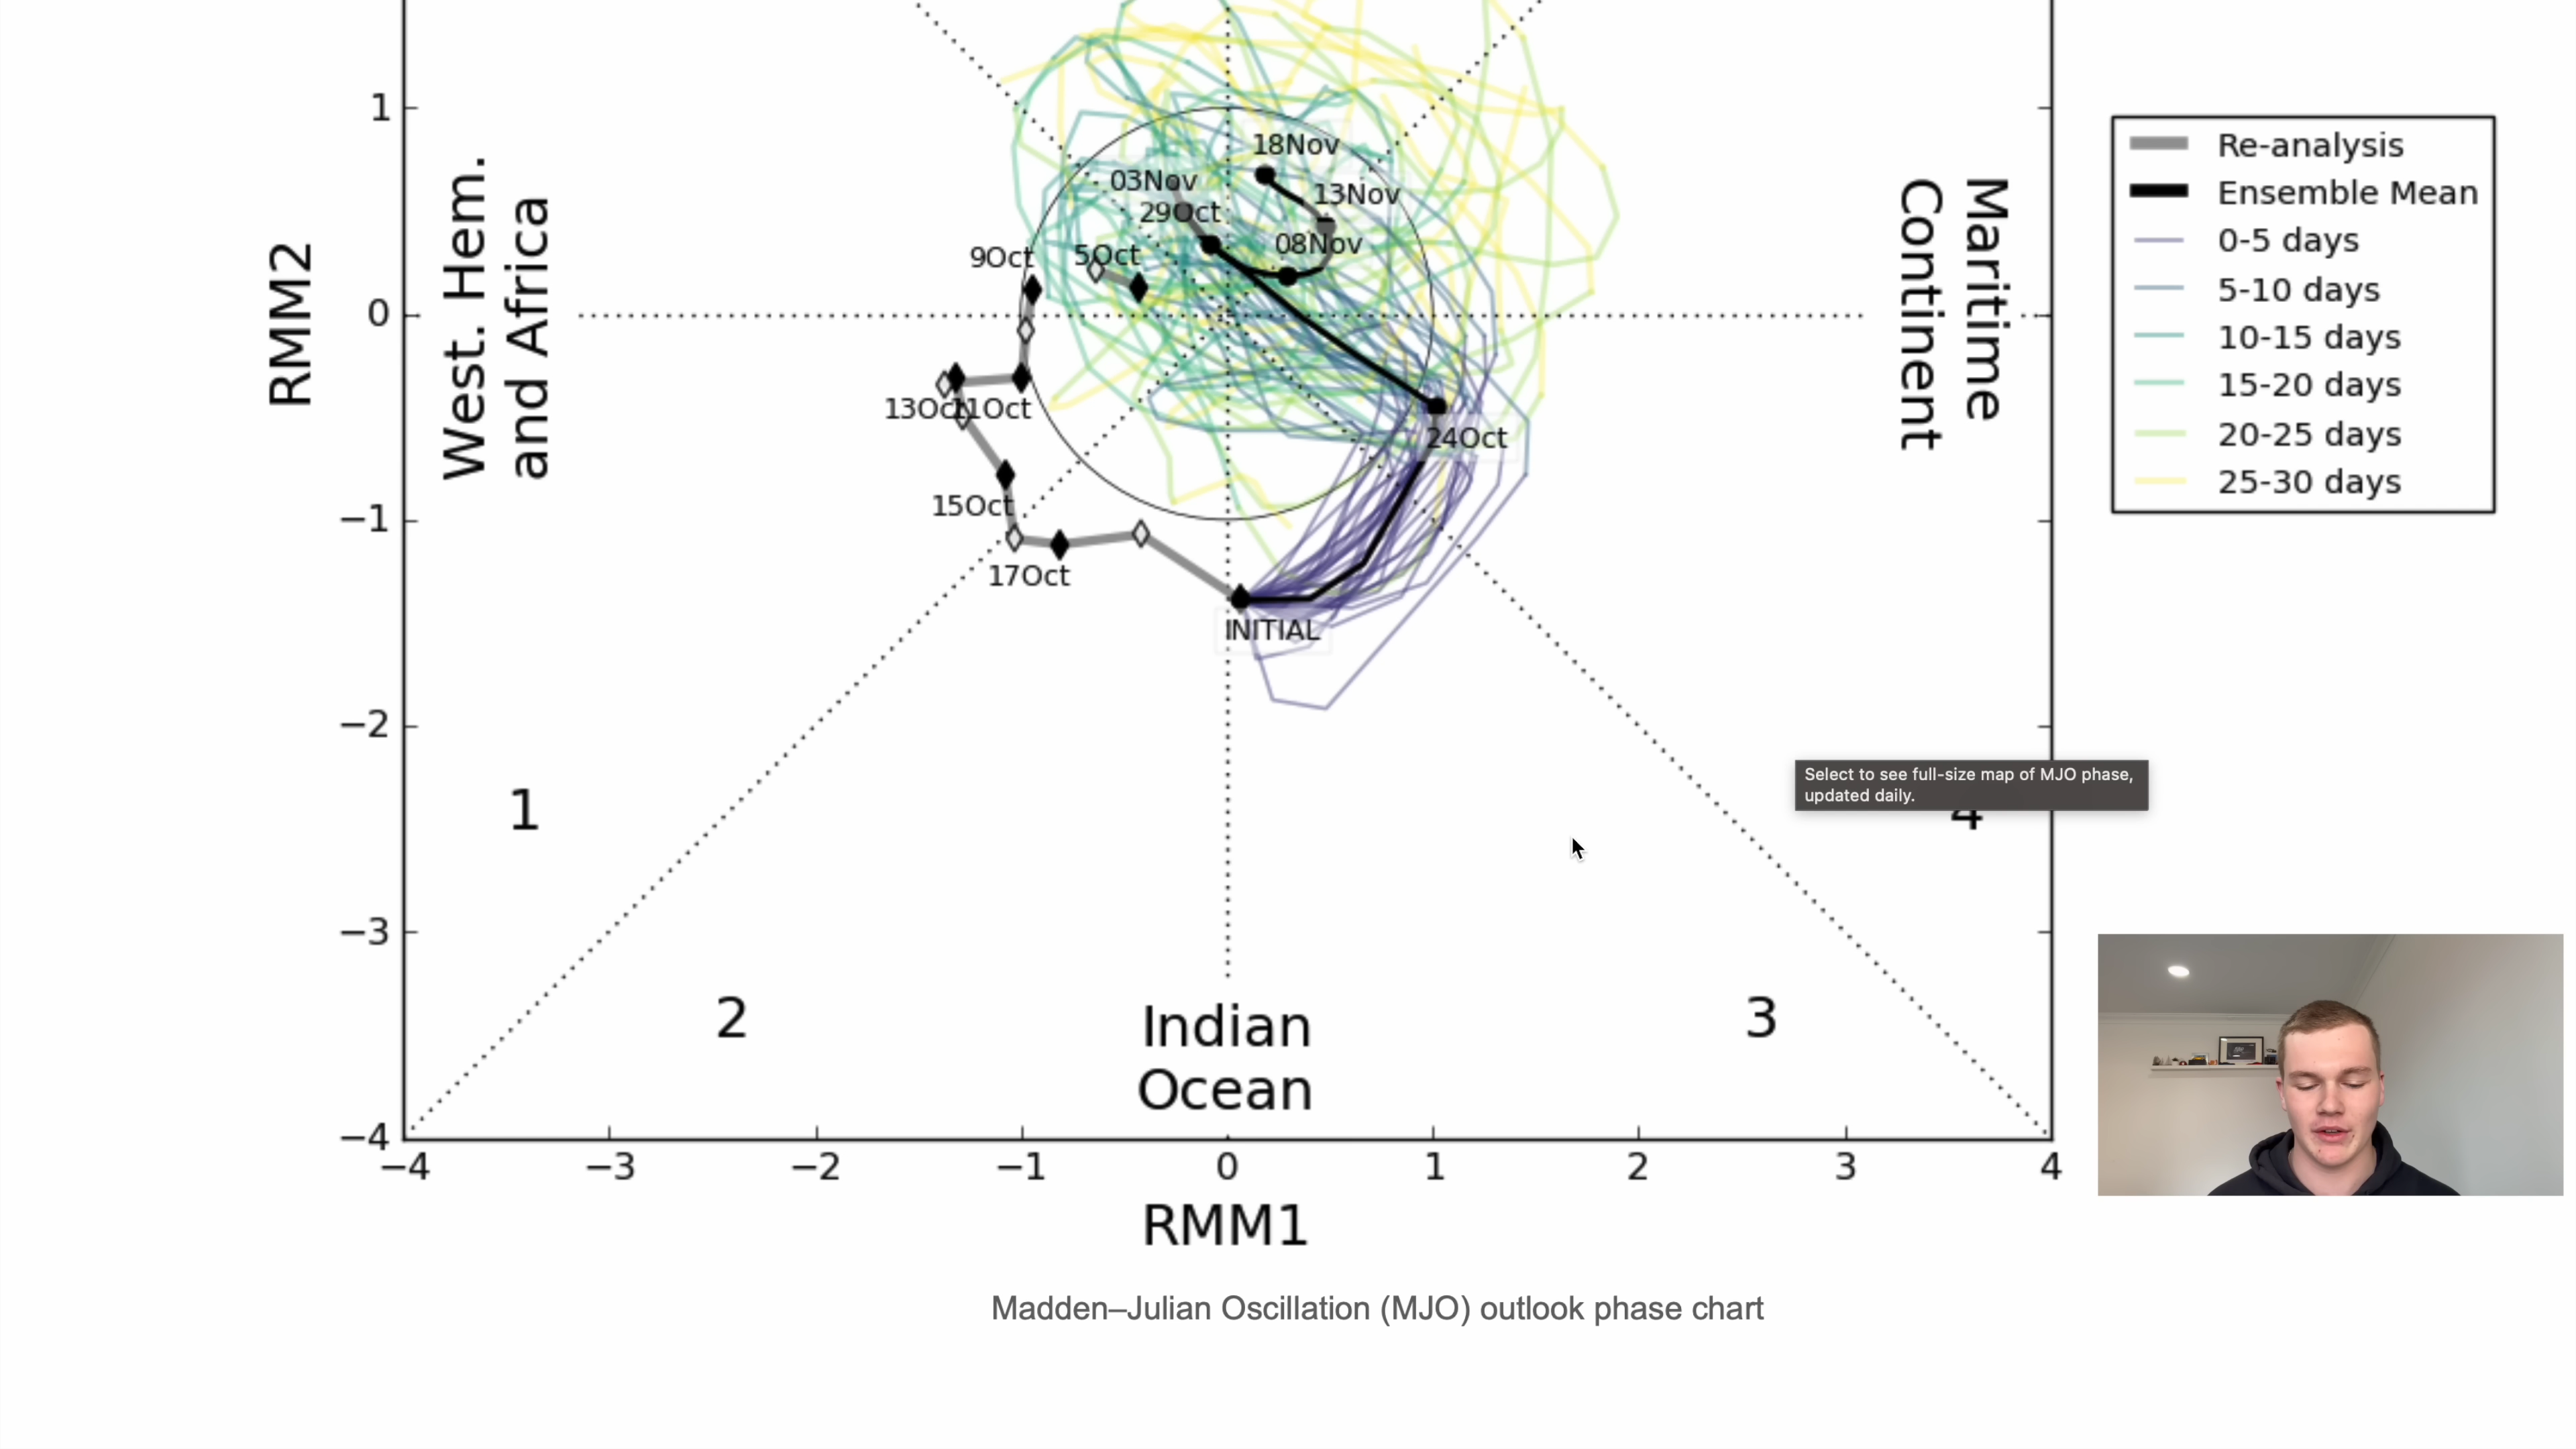 1
0
−1
−2
−3
−4
RMM2
West. Hem.
and Africa
Maritime
Continent
18Nov
03Nov
13Nov
29Oct
08Nov
5Oct
9Oct
13Oct
11Oct
24Oct
15Oct
17Oct
INITIAL
Re-analysis
Ensemble Mean
0-5 days
5-10 days
10-15 days
15-20 days
20-25 days
25-30 days
Select to see full-size map of MJO phase,
updated daily.
1
4
2
3
Indian
Ocean
−4
−3
−2
−1
0
1
2
3
4
RMM1
Madden–Julian Oscillation (MJO) outlook phase chart